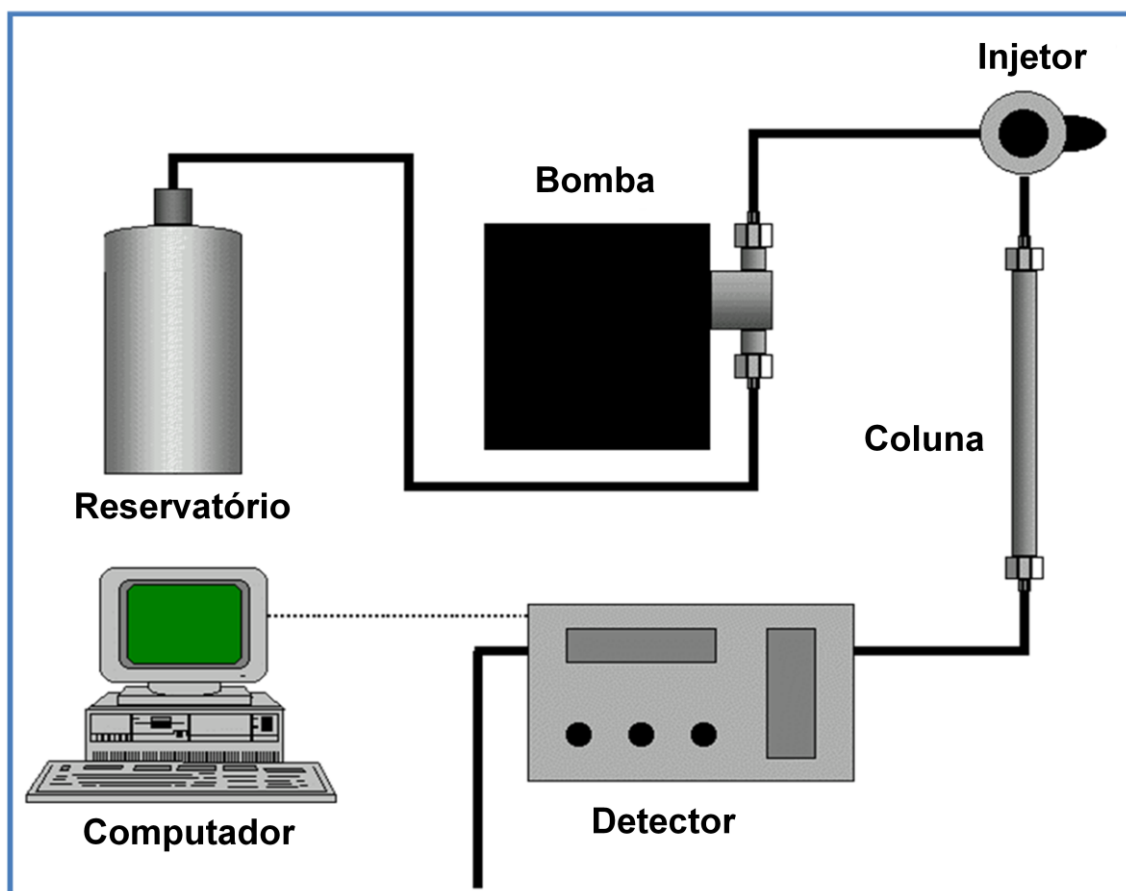 Injetor
Bomba
Coluna
Reservatório
Detector
Computador